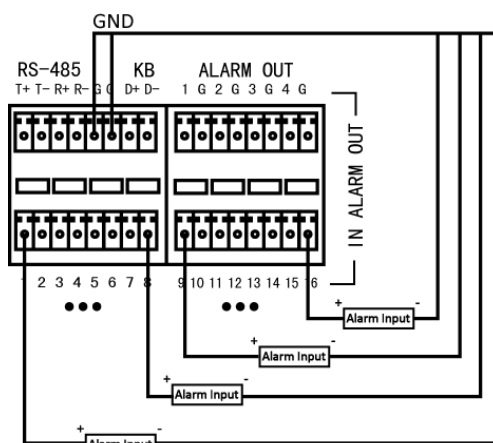 GND
RS-485 KB ALARM OUT
T+ T- R+ R- G G D+ D- 1 G 2 G 3 G 4 G
IN ALARM OUT
1 2 3 4 5 6 7 8 9 10 11 12 13 14 15 16
+ Alarm Input -
+ Alarm Input -
+ Alarm Input -
+ Alarm Input -